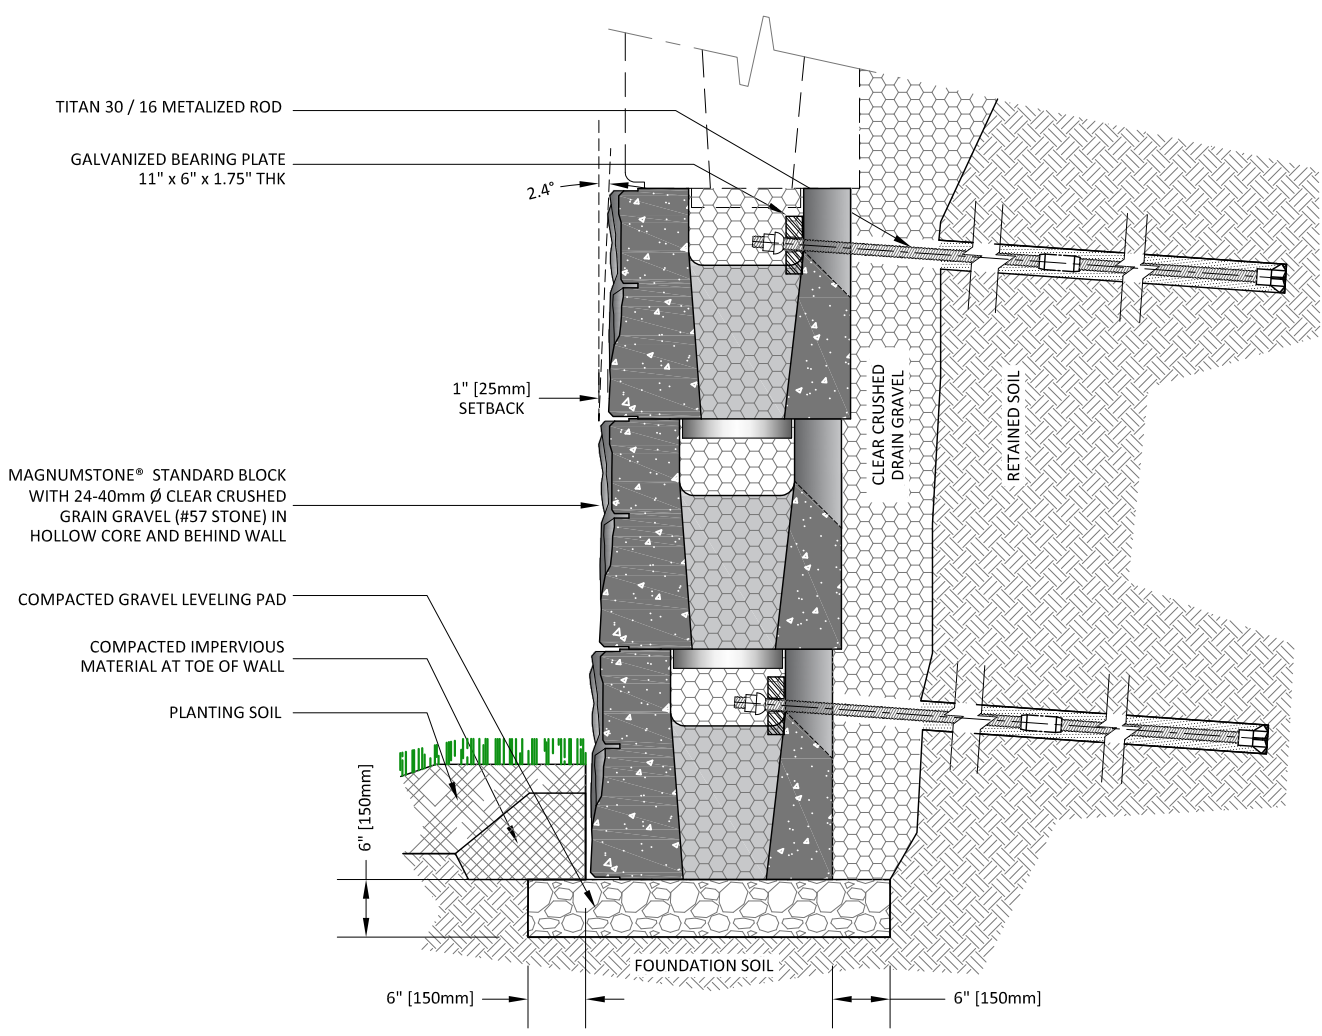 TITAN 30 / 16 METALIZED ROD
GALVANIZED BEARING PLATE
11" x 6" x 1.75" THK
2.4°
1" [25mm]
SETBACK
MAGNUMSTONE® STANDARD BLOCK
WITH 24-40mm Ø CLEAR CRUSHED
GRAIN GRAVEL (#57 STONE) IN
HOLLOW CORE AND BEHIND WALL
CLEAR CRUSHED
DRAIN GRAVEL
RETAINED SOIL
COMPACTED GRAVEL LEVELING PAD
COMPACTED IMPERVIOUS
MATERIAL AT TOE OF WALL
PLANTING SOIL
6" [150mm]
FOUNDATION SOIL
6" [150mm]
6" [150mm]